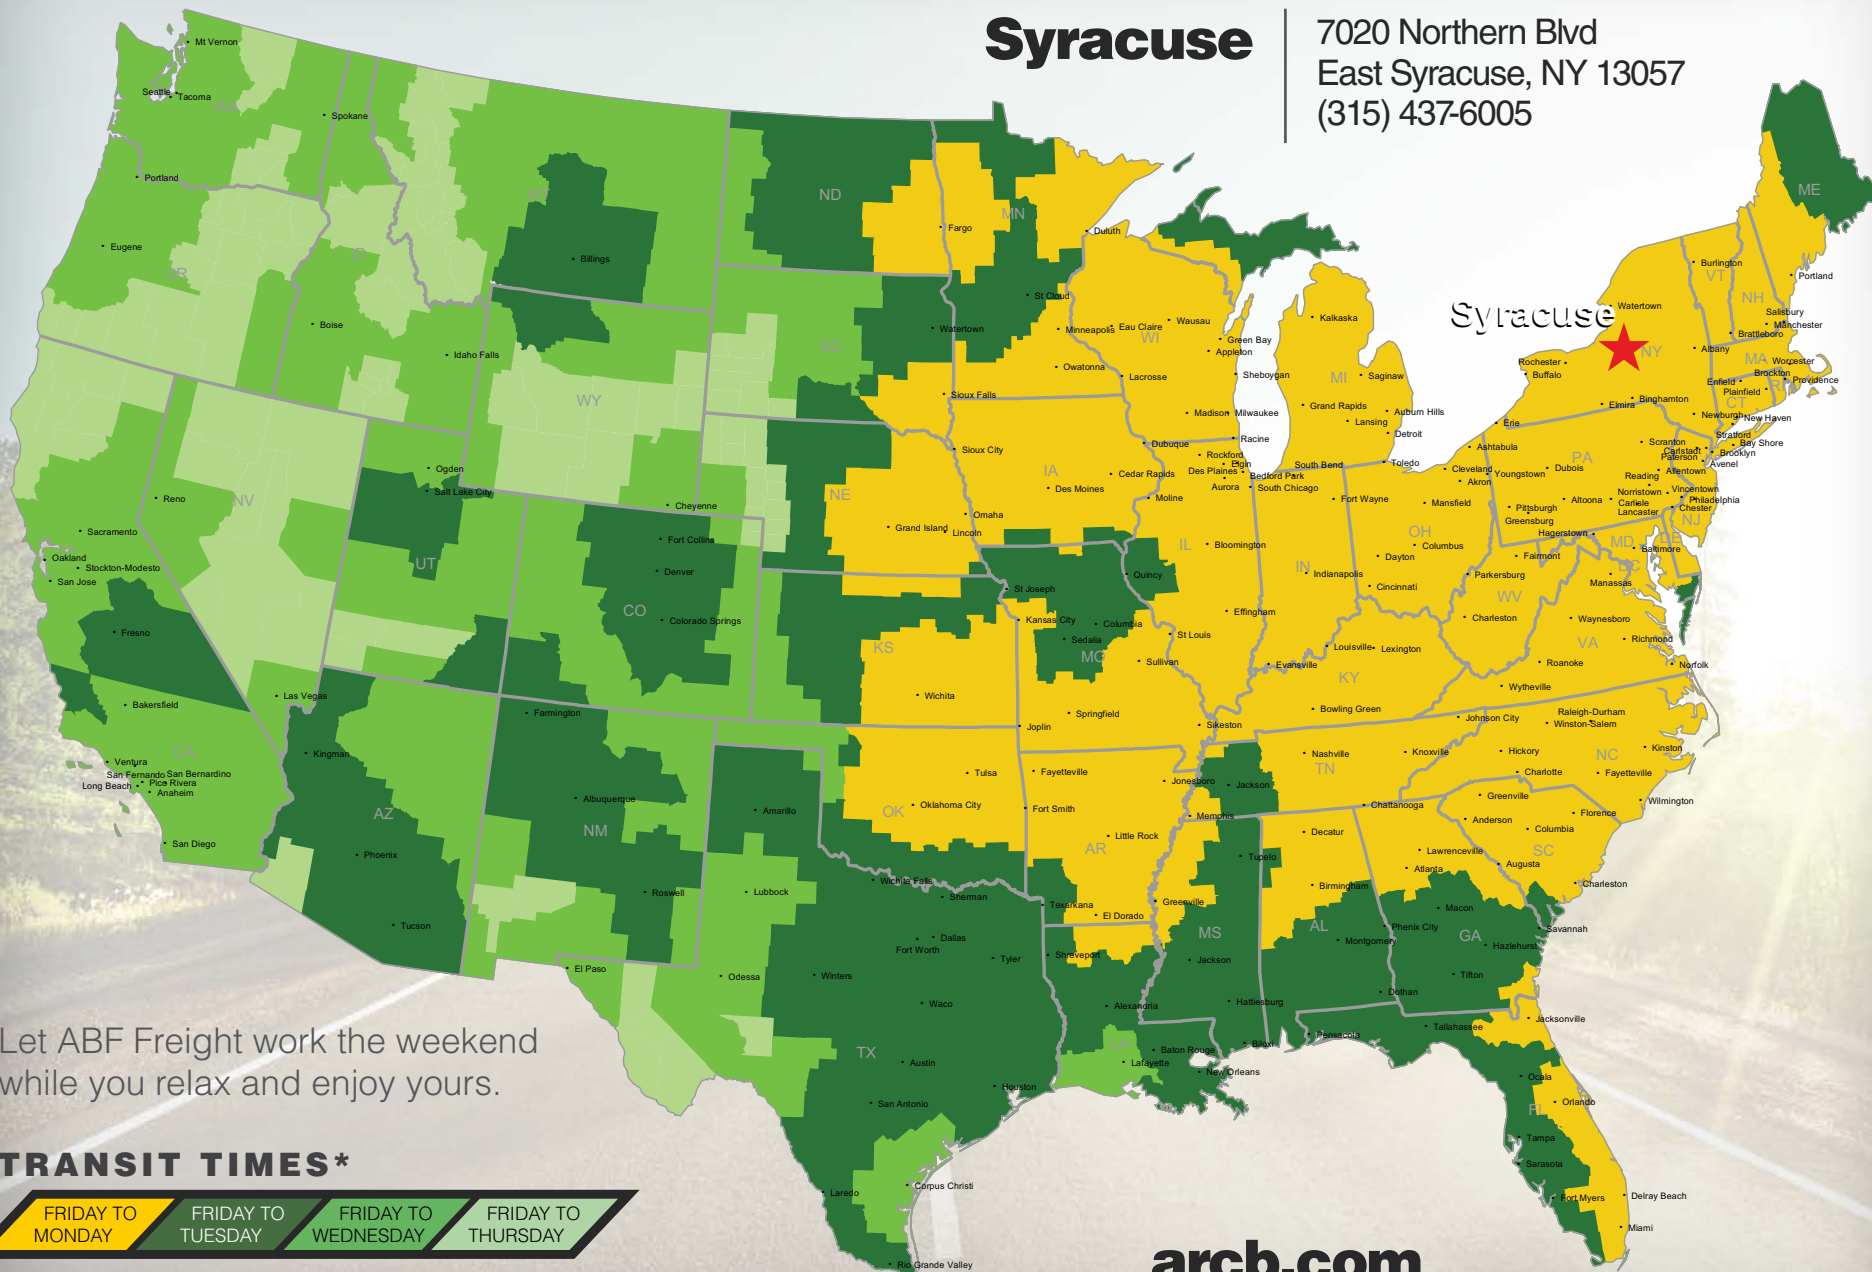 Syracuse
7020 Northern Blvd
East Syracuse, NY 13057
(315) 437-6005
Mt Vernon
Seattle
Tacoma
Spokane
Portland
Eugene
OR
ID
Boise
Idaho Falls
Billings
ND
Fargo
MN
Duluth
St Cloud
Watertown
Minneapolis
Eau Claire
Wausau
WI
Green Bay
Appleton
Owatonna
Lacrosse
Sheboygan
Sioux Falls
Madison
Milwaukee
Kalkaska
MI
Saginaw
Grand Rapids
Lansing
Auburn Hills
Detroit
Syracuse
Watertown
NY
Rochester
Buffalo
Elmira
Binghamton
Albany
Burlington
VT
NH
ME
Portland
Salisbury
Manchester
Brattleboro
MA
Worcester
Brockton
Providence
Enfield
Plainfield
CT
RI
Newburgh
New Haven
Stratford
Bay Shore
Brooklyn
Carlstadt
Paterson
Avenel
Scranton
Allentown
Reading
Norristown
Vincentown
Philadelphia
Carlisle
Lancaster
Chester
NJ
PA
Erie
Dubois
Altoona
Pittsburgh
Greensburg
Hagerstown
MD
DE
DC
Baltimore
Manassas
Ashtabula
Cleveland
Youngstown
Akron
Mansfield
Toledo
OH
Columbus
Dayton
Cincinnati
Fairmont
Parkersburg
WV
Charleston
Waynesboro
VA
Richmond
Roanoke
Norfolk
Wytheville
WY
Cheyenne
NV
Reno
Sacramento
Oakland
Stockton-Modesto
San Jose
Fresno
Bakersfield
CA
Ventura
San Fernando
San Bernardino
Long Beach
Pico Rivera
Anaheim
San Diego
Las Vegas
Ogden
Salt Lake City
UT
Fort Collins
Denver
CO
Colorado Springs
NE
Grand Island
Lincoln
Omaha
Sioux City
IA
Des Moines
Cedar Rapids
Dubuque
Moline
Rockford
Racine
Elgin
Des Plaines
Aurora
Bedford Park
South Chicago
South Bend
Fort Wayne
IL
Bloomington
IN
Indianapolis
Effingham
Quincy
St Joseph
Kansas City
Columbia
Sedalia
MO
St Louis
Sullivan
Springfield
Joplin
Sikeston
KS
Wichita
Evansville
Louisville
Lexington
KY
Bowling Green
Johnson City
Raleigh-Durham
Winston-Salem
NC
Hickory
Kinston
Charlotte
Fayetteville
Wilmington
Nashville
TN
Knoxville
Jackson
Memphis
Chattanooga
Greenville
Anderson
Florence
Columbia
SC
Augusta
Charleston
Kingman
AZ
Phoenix
Tucson
Farmington
Albuquerque
NM
Roswell
El Paso
Amarillo
Lubbock
Odessa
Winters
Wichita Falls
Sherman
Dallas
Fort Worth
Tyler
Waco
TX
Austin
Houston
San Antonio
Laredo
Corpus Christi
Rio Grande Valley
Tulsa
OK
Oklahoma City
Fayetteville
Fort Smith
Jonesboro
Little Rock
AR
Texarkana
El Dorado
Greenville
Shreveport
Alexandria
LA
Lafayette
Baton Rouge
New Orleans
MS
Tupelo
Jackson
Hattiesburg
Biloxi
Decatur
Birmingham
AL
Montgomery
Phenix City
Dothan
Pensacola
Lawrenceville
Atlanta
Macon
GA
Hazlehurst
Savannah
Tifton
Tallahassee
Jacksonville
Ocala
FL
Orlando
Tampa
Sarasota
Fort Myers
Delray Beach
Miami
Let ABF Freight work the weekend
while you relax and enjoy yours.
TRANSIT TIMES*
FRIDAY TO
MONDAY
FRIDAY TO
TUESDAY
FRIDAY TO
WEDNESDAY
FRIDAY TO
THURSDAY
arcb.com